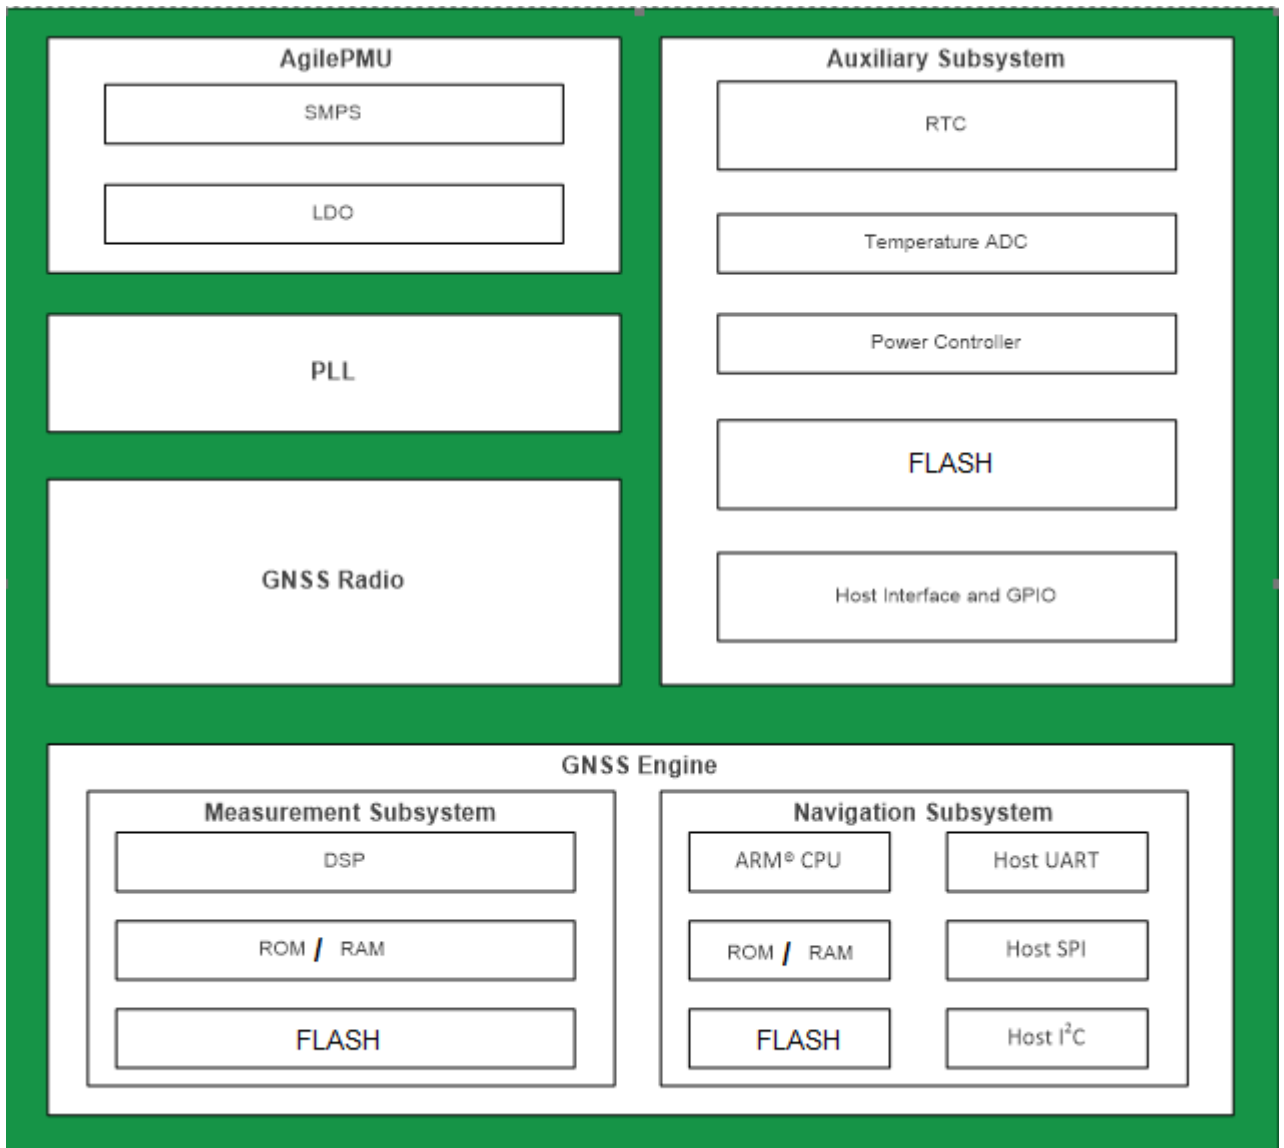 AgilePMU
SMPS
LDO
PLL
GNSS Radio
Auxiliary Subsystem
RTC
Temperature ADC
Power Controller
FLASH
Host Interface and GPIO
GNSS Engine
Measurement Subsystem
DSP
ROM / RAM
FLASH
Navigation Subsystem
ARM® CPU
ROM / RAM
FLASH
Host UART
Host SPI
Host I²C